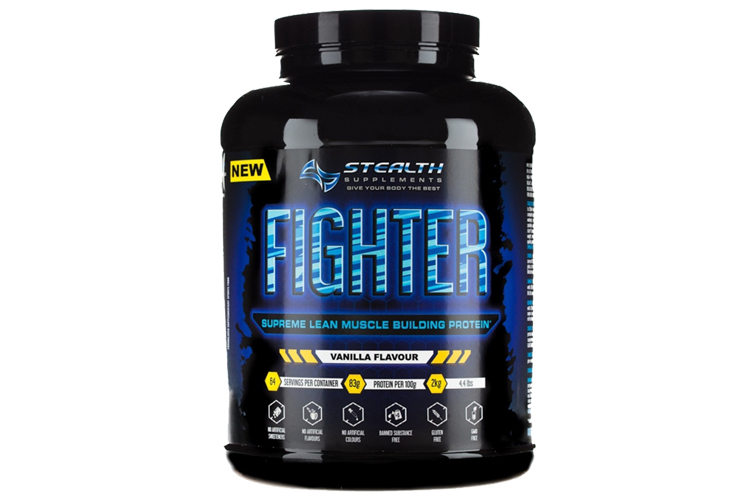 NEW
STEALTH
SUPPLEMENTS
GIVE YOUR BODY THE BEST
FIGHTER
SUPREME LEAN MUSCLE BUILDING PROTEIN
VANILLA FLAVOUR
64 SERVINGS PER CONTAINER 83g PROTEIN PER 100g 2kg 4.4 lbs
NO ARTIFICIAL SWEETENERS
NO ARTIFICIAL FLAVOURS
NO ARTIFICIAL COLOURS
BANNED SUBSTANCE FREE
GLUTEN FREE
GMO FREE